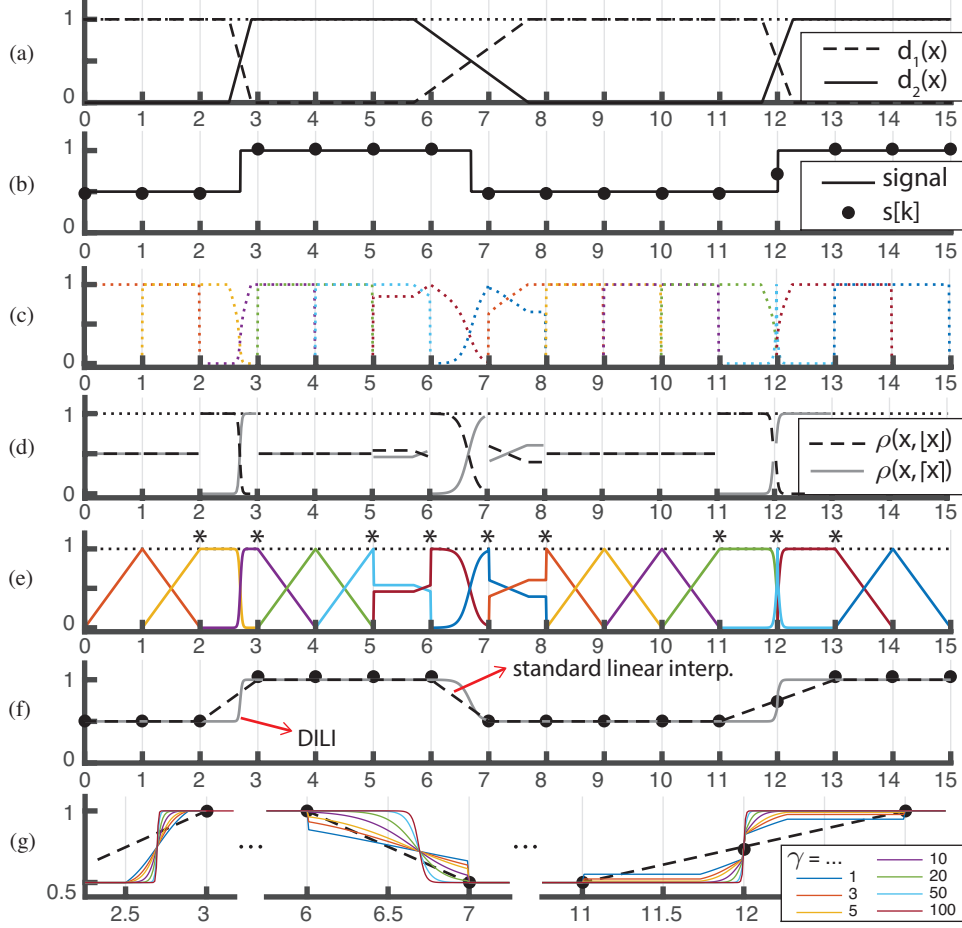 (a)
1
0
d₁(x)
d₂(x)
0 1 2 3 4 5 6 7 8 9 10 11 12 13 14 15
(b)
1
0
signal
s[k]
0 1 2 3 4 5 6 7 8 9 10 11 12 13 14 15
(c)
1
0
0 1 2 3 4 5 6 7 8 9 10 11 12 13 14 15
(d)
1
0
ρ(x, ⌊x⌋)
ρ(x, ⌈x⌉)
0 1 2 3 4 5 6 7 8 9 10 11 12 13 14 15
(e)
* * * * * * * * *
1
0
0 1 2 3 4 5 6 7 8 9 10 11 12 13 14 15
(f)
1
0
standard linear interp.
DILI
0 1 2 3 4 5 6 7 8 9 10 11 12 13 14 15
(g)
1
0.5
... ...
γ = ...
1
3
5
10
20
50
100
2.5 3 6 6.5 7 11 11.5 12